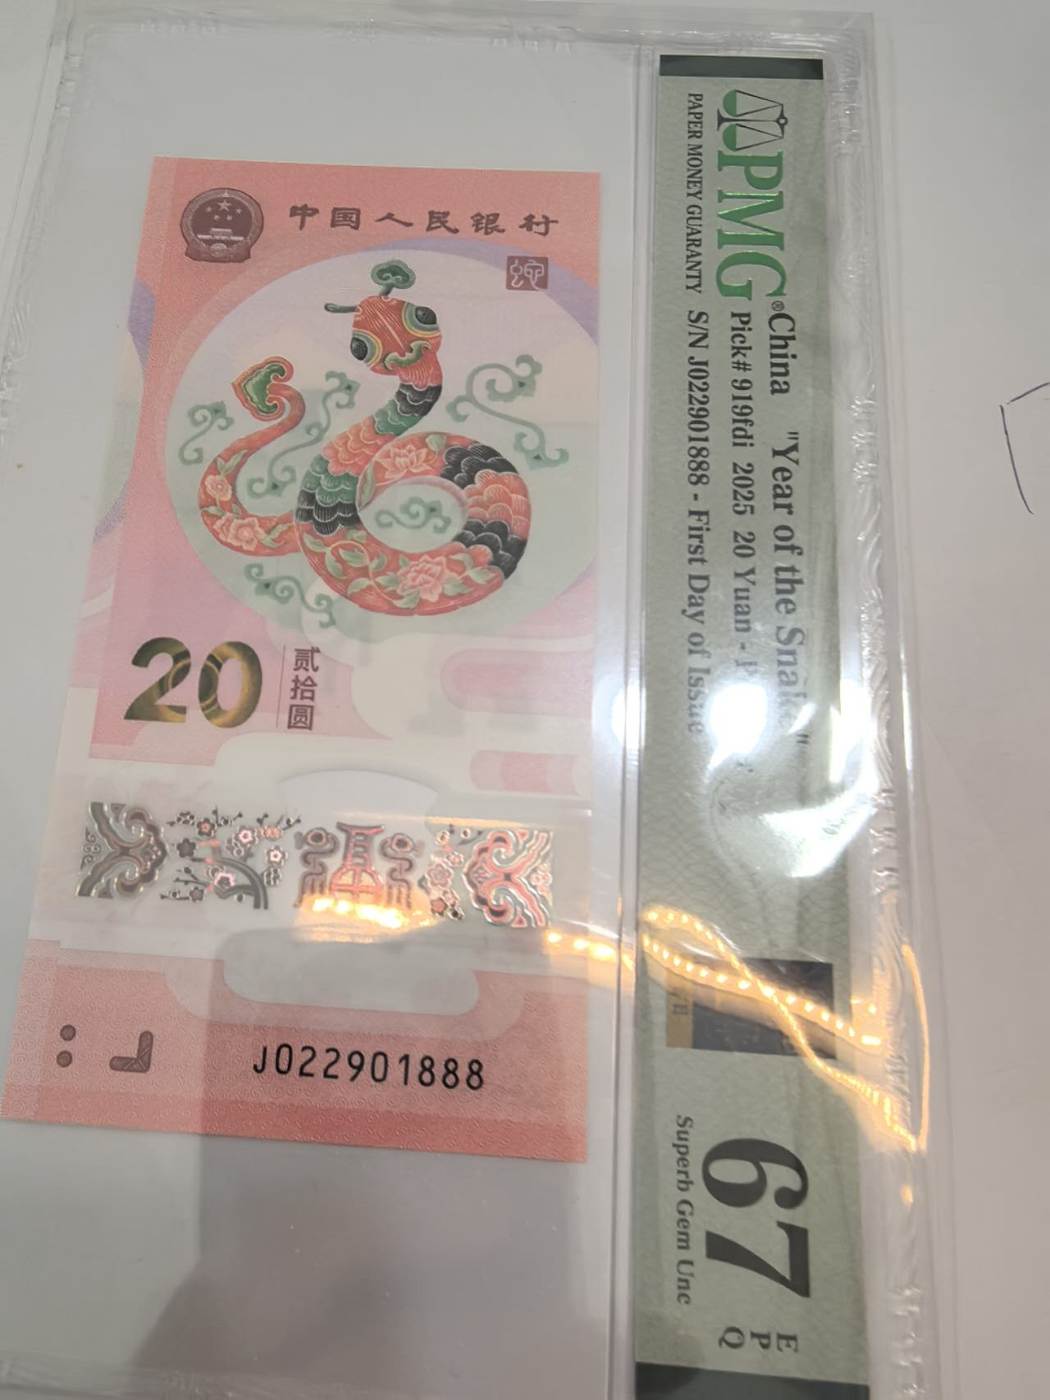 中国人民银行
蛇
20
贰拾圆
J022901888
PMG
PAPER MONEY GUARANTY
®China "Year of the Snake"
Pick# 919fdi 2025 20 Yuan -
S/N J022901888 - First Day of Issue
67
EPQ
Superb Gem Unc